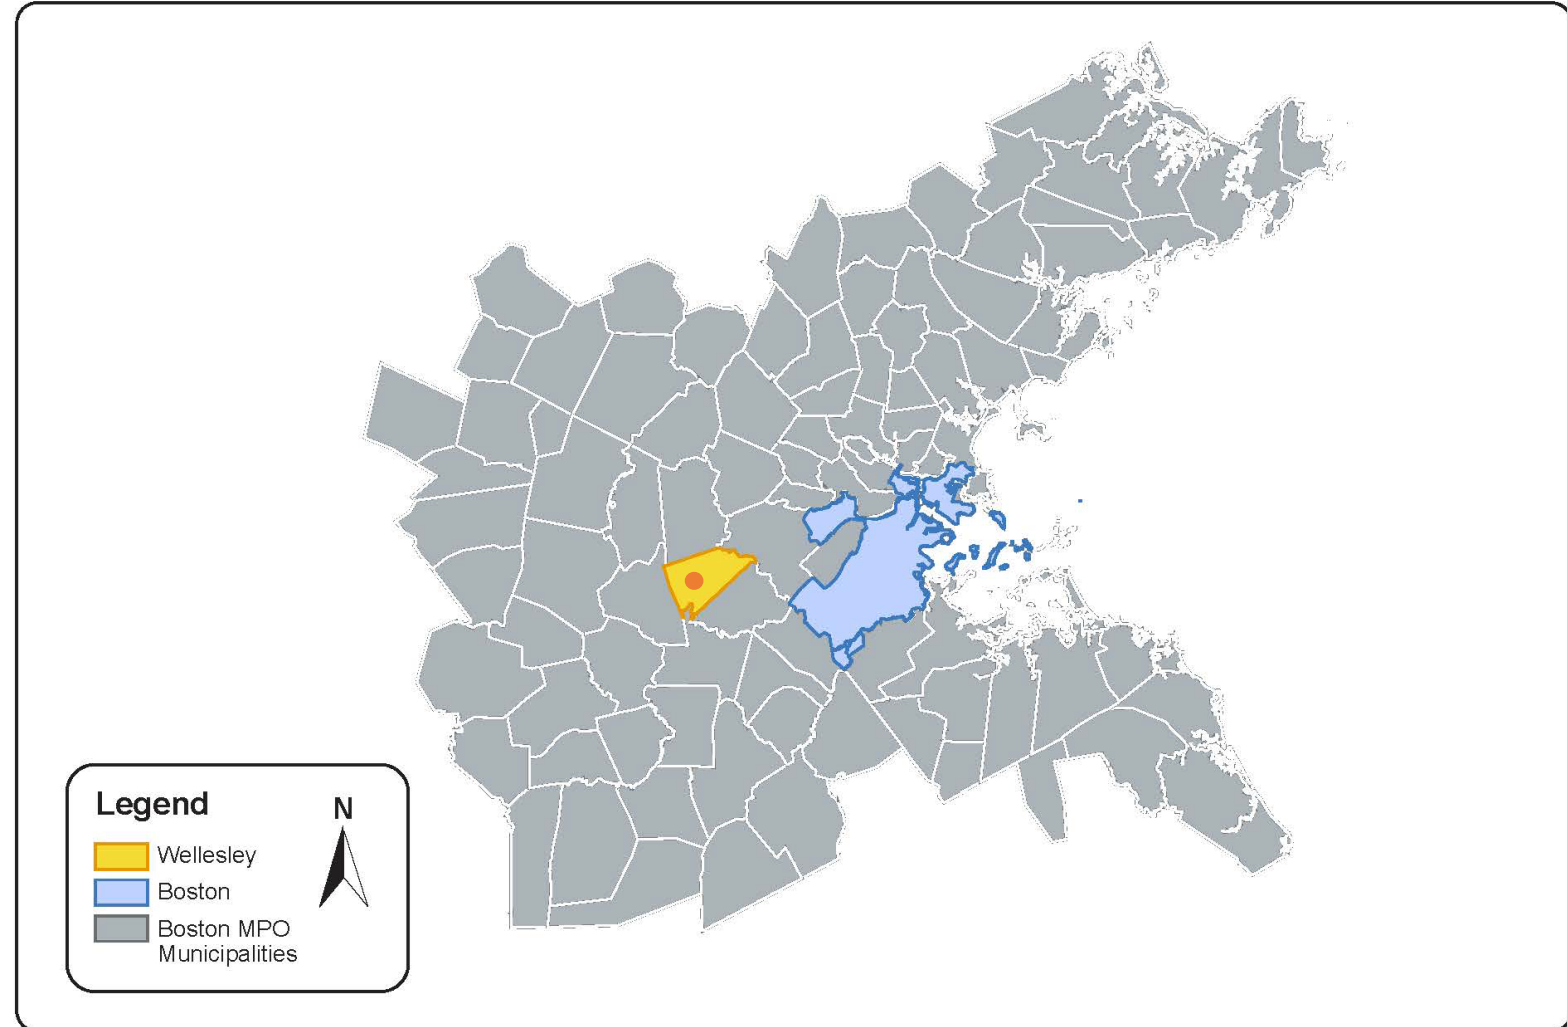 Legend
N
Wellesley
Boston
Boston MPO
Municipalities